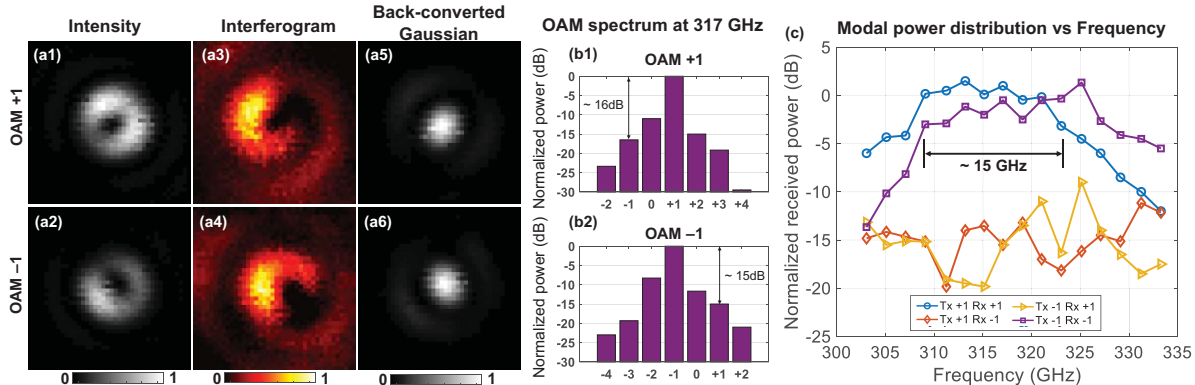 Intensity
Interferogram
Back-converted
Gaussian
OAM +1
OAM –1
(a1)
(a3)
(a5)
(a2)
(a4)
(a6)
0 1
0 1
0 1
OAM spectrum at 317 GHz
(b1)
OAM +1
Normalized power (dB)
0
-5
-10
-15
-20
-25
-30
~ 16dB
-2 -1 0 +1 +2 +3 +4
(b2)
OAM –1
Normalized power (dB)
0
-5
-10
-15
-20
-25
-30
~ 15dB
-4 -3 -2 -1 0 +1 +2
(c) Modal power distribution vs Frequency
Normalized received power (dB)
5
0
-5
-10
-15
-20
-25
~ 15 GHz
Tx +1 Rx +1
Tx -1 Rx +1
Tx +1 Rx -1
Tx -1 Rx -1
300 305 310 315 320 325 330 335
Frequency (GHz)